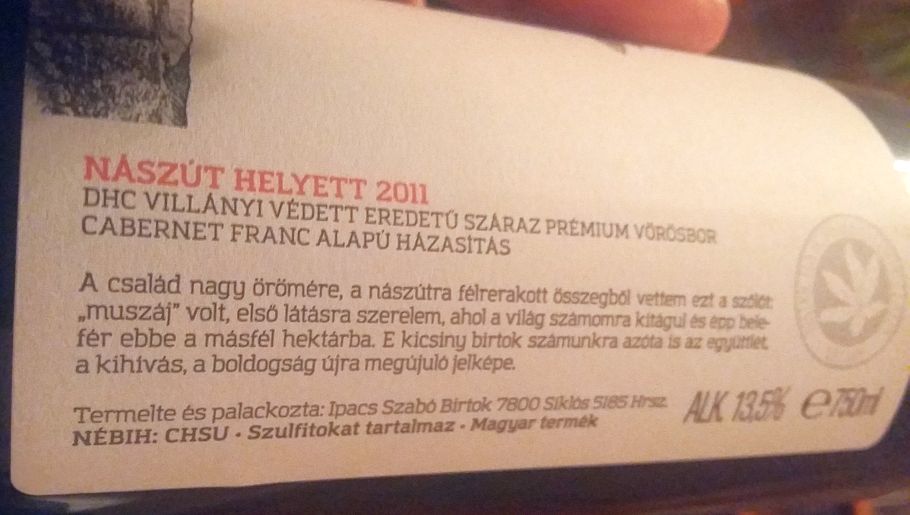 NÁSZÚT HELYETT 2011
DHC VILLÁNYI VÉDETT EREDETŰ SZÁRAZ PRÉMIUM VÖRÖSBOR
CABERNET FRANC ALAPÚ HÁZASÍTÁS
A család nagy örömére, a nászútra félrerakott összegből vettem ezt a szőlőt:
„muszáj” volt, első látásra szerelem, ahol a világ számomra kitágul és épp bele-
fér ebbe a másfél hektárba. E kicsiny birtok számunkra azóta is az együttlét,
a kihívás, a boldogság újra megújuló jelképe.
Termelte és palackozta: Ipacs Szabó Birtok 7800 Siklós 5185 Hrsz.
ALK 13,5% e 750ml
NÉBIH: CHSU • Szulfitokat tartalmaz • Magyar termék